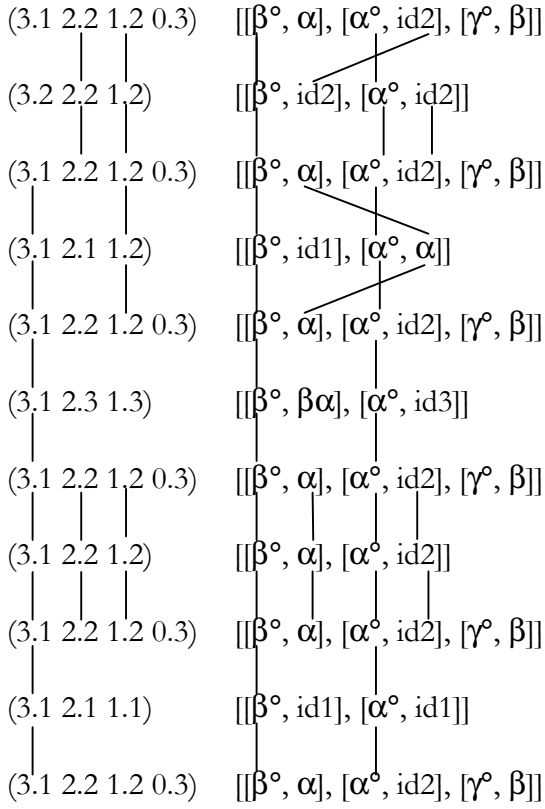 (3.1 2.2 1.2 0.3) [[β°, α], [α°, id2], [γ°, β]]
(3.2 2.2 1.2) [[β°, id2], [α°, id2]]
(3.1 2.2 1.2 0.3) [[β°, α], [α°, id2], [γ°, β]]
(3.1 2.1 1.2) [[β°, id1], [α°, α]]
(3.1 2.2 1.2 0.3) [[β°, α], [α°, id2], [γ°, β]]
(3.1 2.3 1.3) [[β°, βα], [α°, id3]]
(3.1 2.2 1.2 0.3) [[β°, α], [α°, id2], [γ°, β]]
(3.1 2.2 1.2) [[β°, α], [α°, id2]]
(3.1 2.2 1.2 0.3) [[β°, α], [α°, id2], [γ°, β]]
(3.1 2.1 1.1) [[β°, id1], [α°, id1]]
(3.1 2.2 1.2 0.3) [[β°, α], [α°, id2], [γ°, β]]